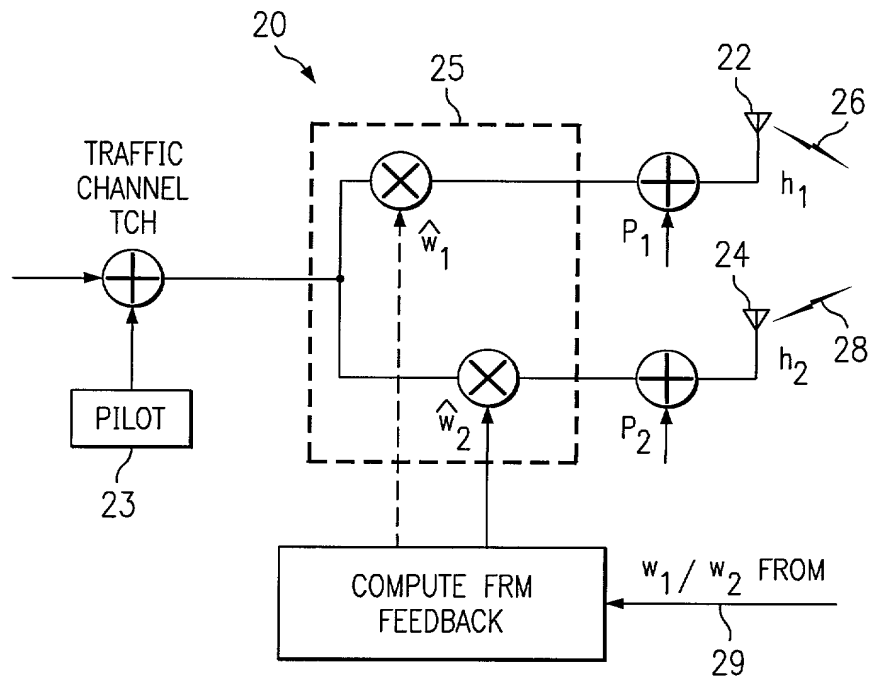 20
25
22
26
TRAFFIC
CHANNEL
TCH
h₁
ŵ₁
P₁
24
28
h₂
PILOT
ŵ₂
P₂
23
COMPUTE FRM
FEEDBACK
w₁/ w₂ FROM
29